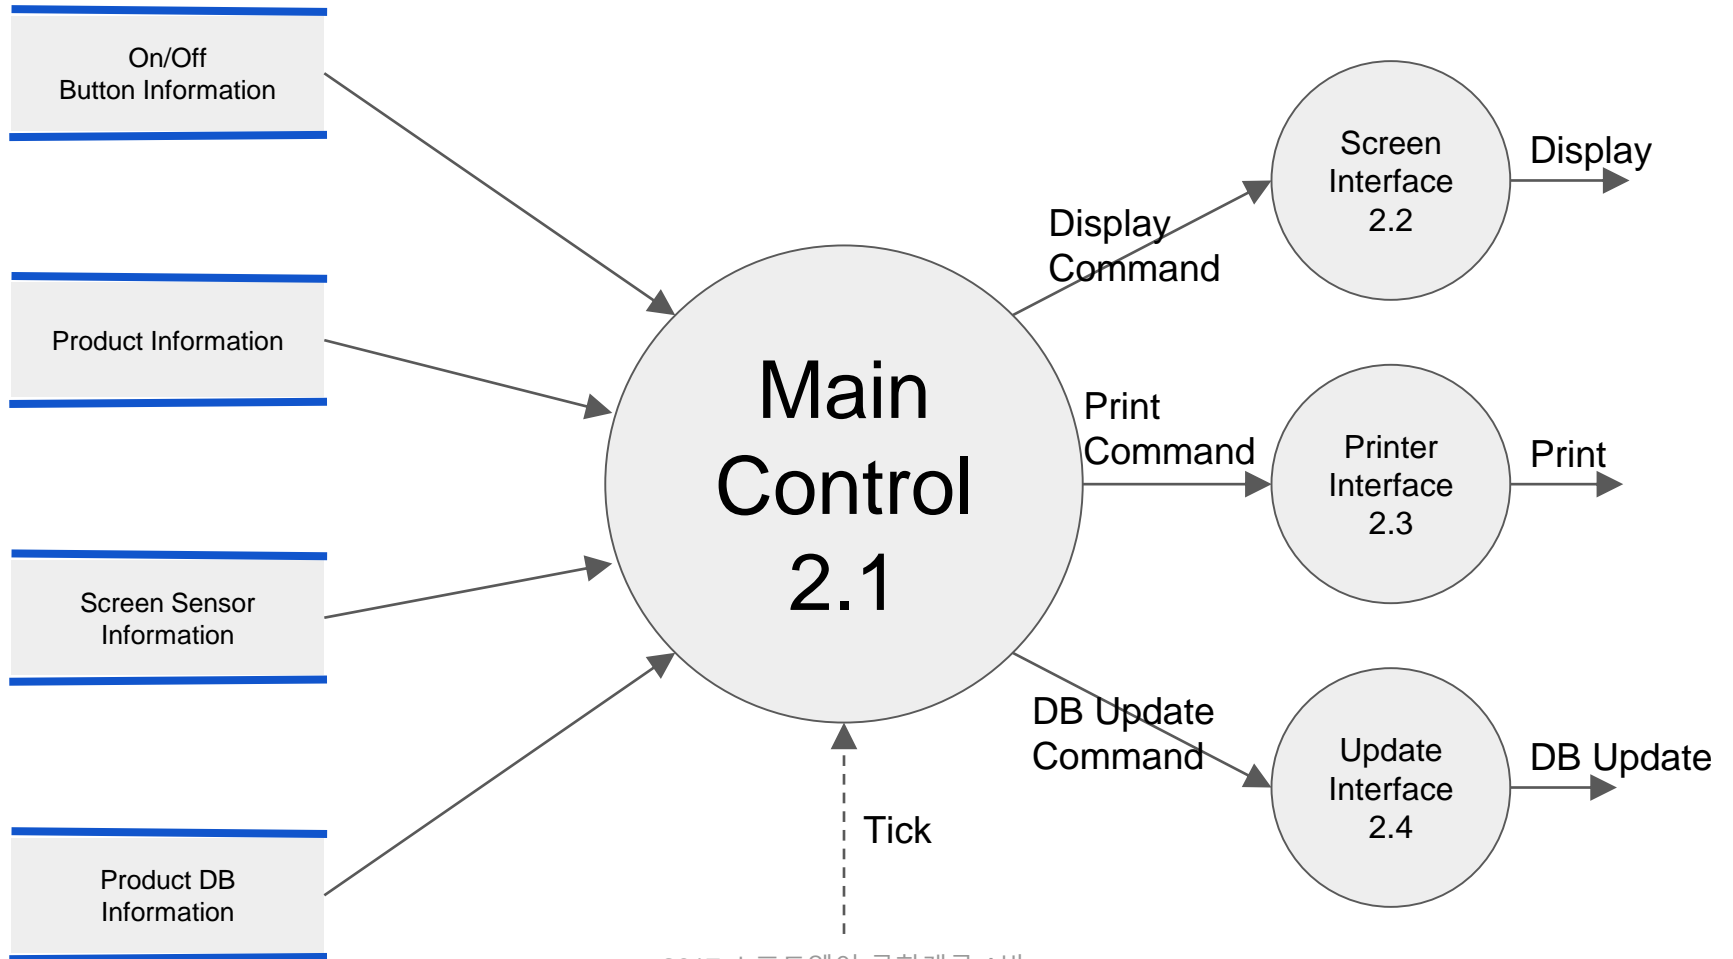 On/Off
Button Information
Product Information
Screen Sensor
Information
Product DB
Information
Main
Control
2.1
Tick
Display
Command
Print
Command
DB Update
Command
Screen
Interface
2.2
Printer
Interface
2.3
Update
Interface
2.4
Display
Print
DB Update